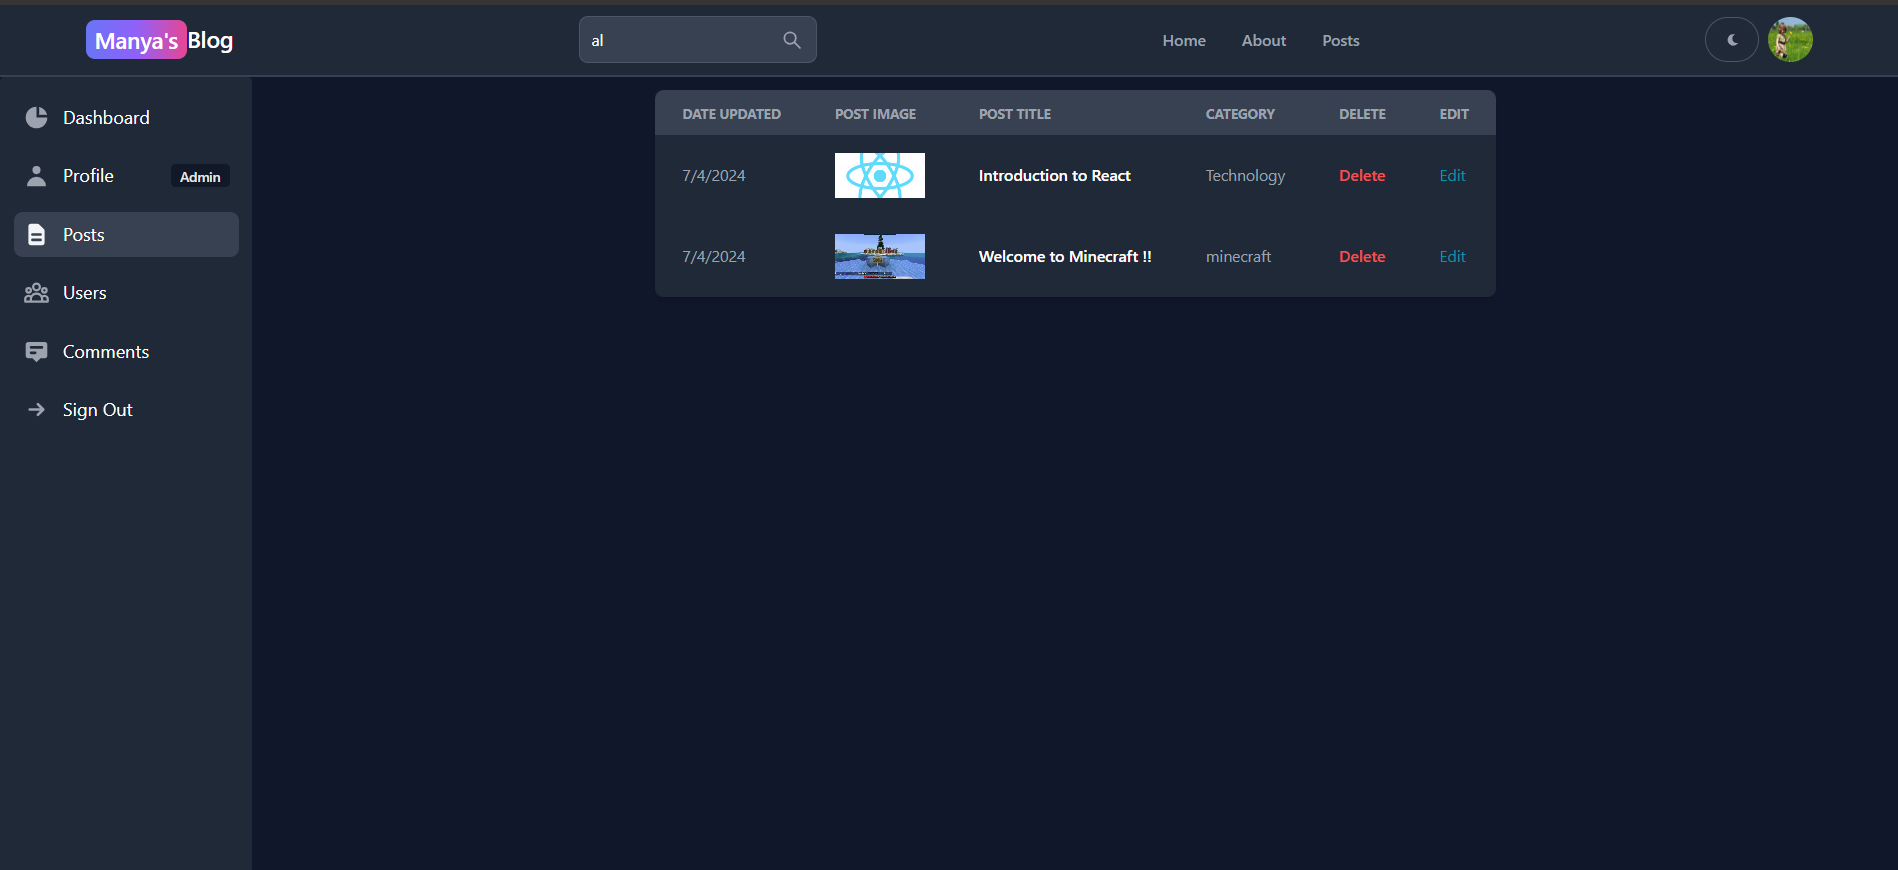 Manya's Blog
al
Home About Posts
Dashboard
Profile Admin
Posts
Users
Comments
Sign Out
DATE UPDATED POST IMAGE POST TITLE CATEGORY DELETE EDIT
7/4/2024 Introduction to React Technology Delete Edit
7/4/2024 Welcome to Minecraft !! minecraft Delete Edit